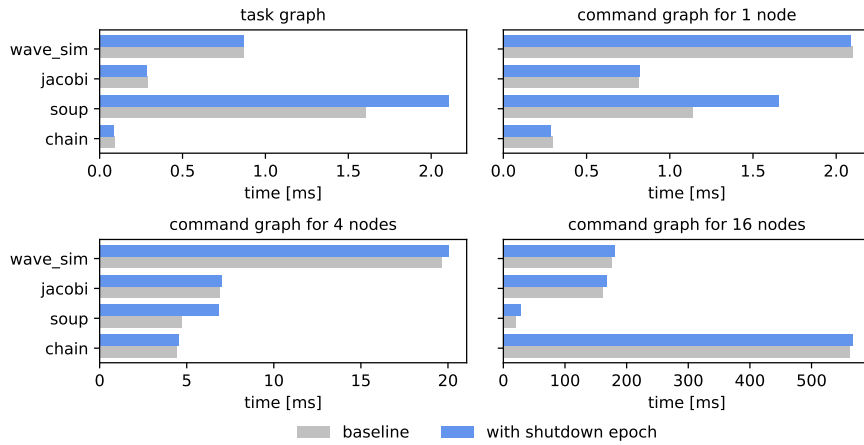 task graph
command graph for 1 node
wave_sim
jacobi
soup
chain
0.0 0.5 1.0 1.5 2.0
0.0 0.5 1.0 1.5 2.0
time [ms]
time [ms]
command graph for 4 nodes
command graph for 16 nodes
wave_sim
jacobi
soup
chain
0 5 10 15 20
0 100 200 300 400 500
time [ms]
time [ms]
baseline
with shutdown epoch